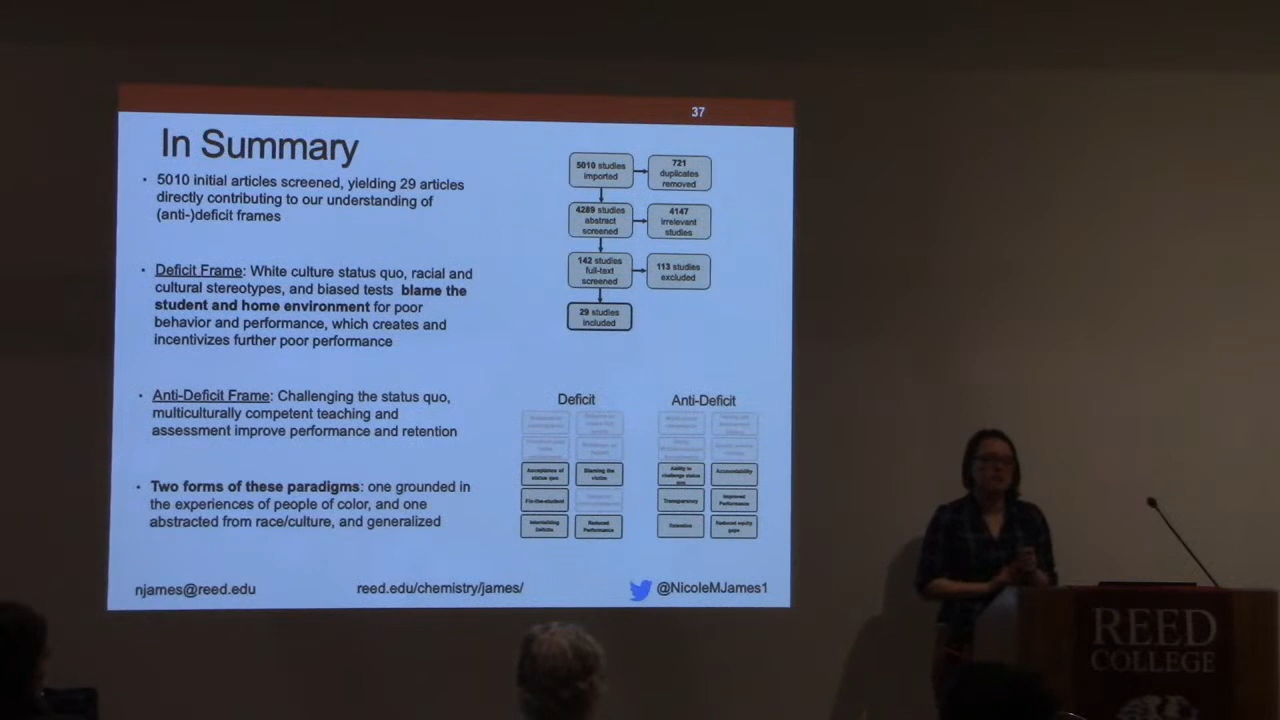 37
In Summary
· 5010 initial articles screened, yielding 29 articles
directly contributing to our understanding of
(anti-)deficit frames
· Deficit Frame: White culture status quo, racial and
cultural stereotypes, and biased tests blame the
student and home environment for poor
behavior and performance, which creates and
incentivizes further poor performance
· Anti-Deficit Frame: Challenging the status quo,
multiculturally competent teaching and
assessment improve performance and retention
· Two forms of these paradigms: one grounded in
the experiences of people of color, and one
abstracted from race/culture, and generalized
5010 studies
imported
721
duplicates
removed
4289 studies
abstract
screened
4147
irrelevant
studies
142 studies
full-text
screened
113 studies
excluded
29 studies
included
Deficit
Acceptance of
status quo
Blaming the
victim
Fix-the-student
Internalizing
Deficits
Reduced
Performance
Anti-Deficit
Ability to
challenge status
quo
Accountability
Transparency
Improved
Performance
Reduced equity
gaps
njames@reed.edu
reed.edu/chemistry/james/
@NicoleMJames1
REED
COLLEGE